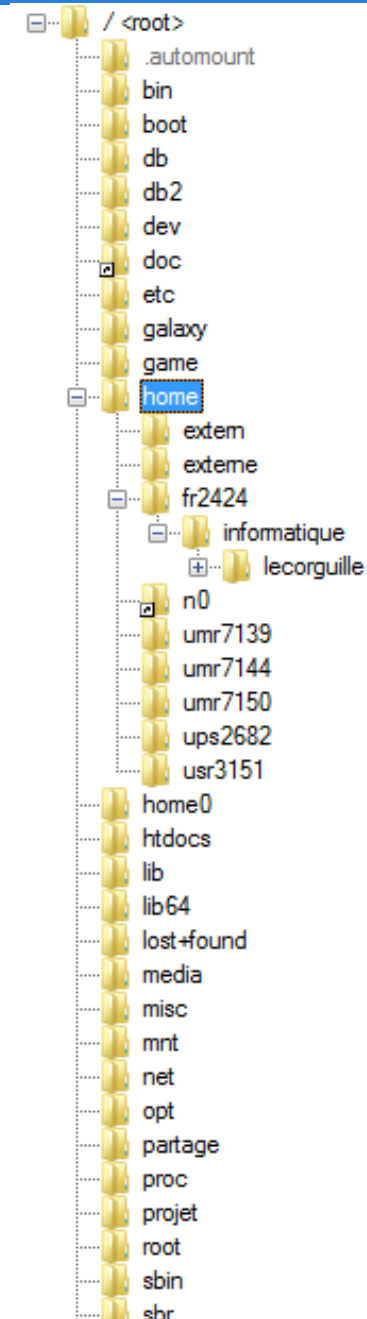 / <root>
.automount
bin
boot
db
db2
dev
doc
etc
galaxy
game
home
extern
externe
fr2424
informatique
lecorguille
n0
umr7139
umr7144
umr7150
ups2682
usr3151
home0
htdocs
lib
lib64
lost+found
media
misc
mnt
net
opt
partage
proc
projet
root
sbin